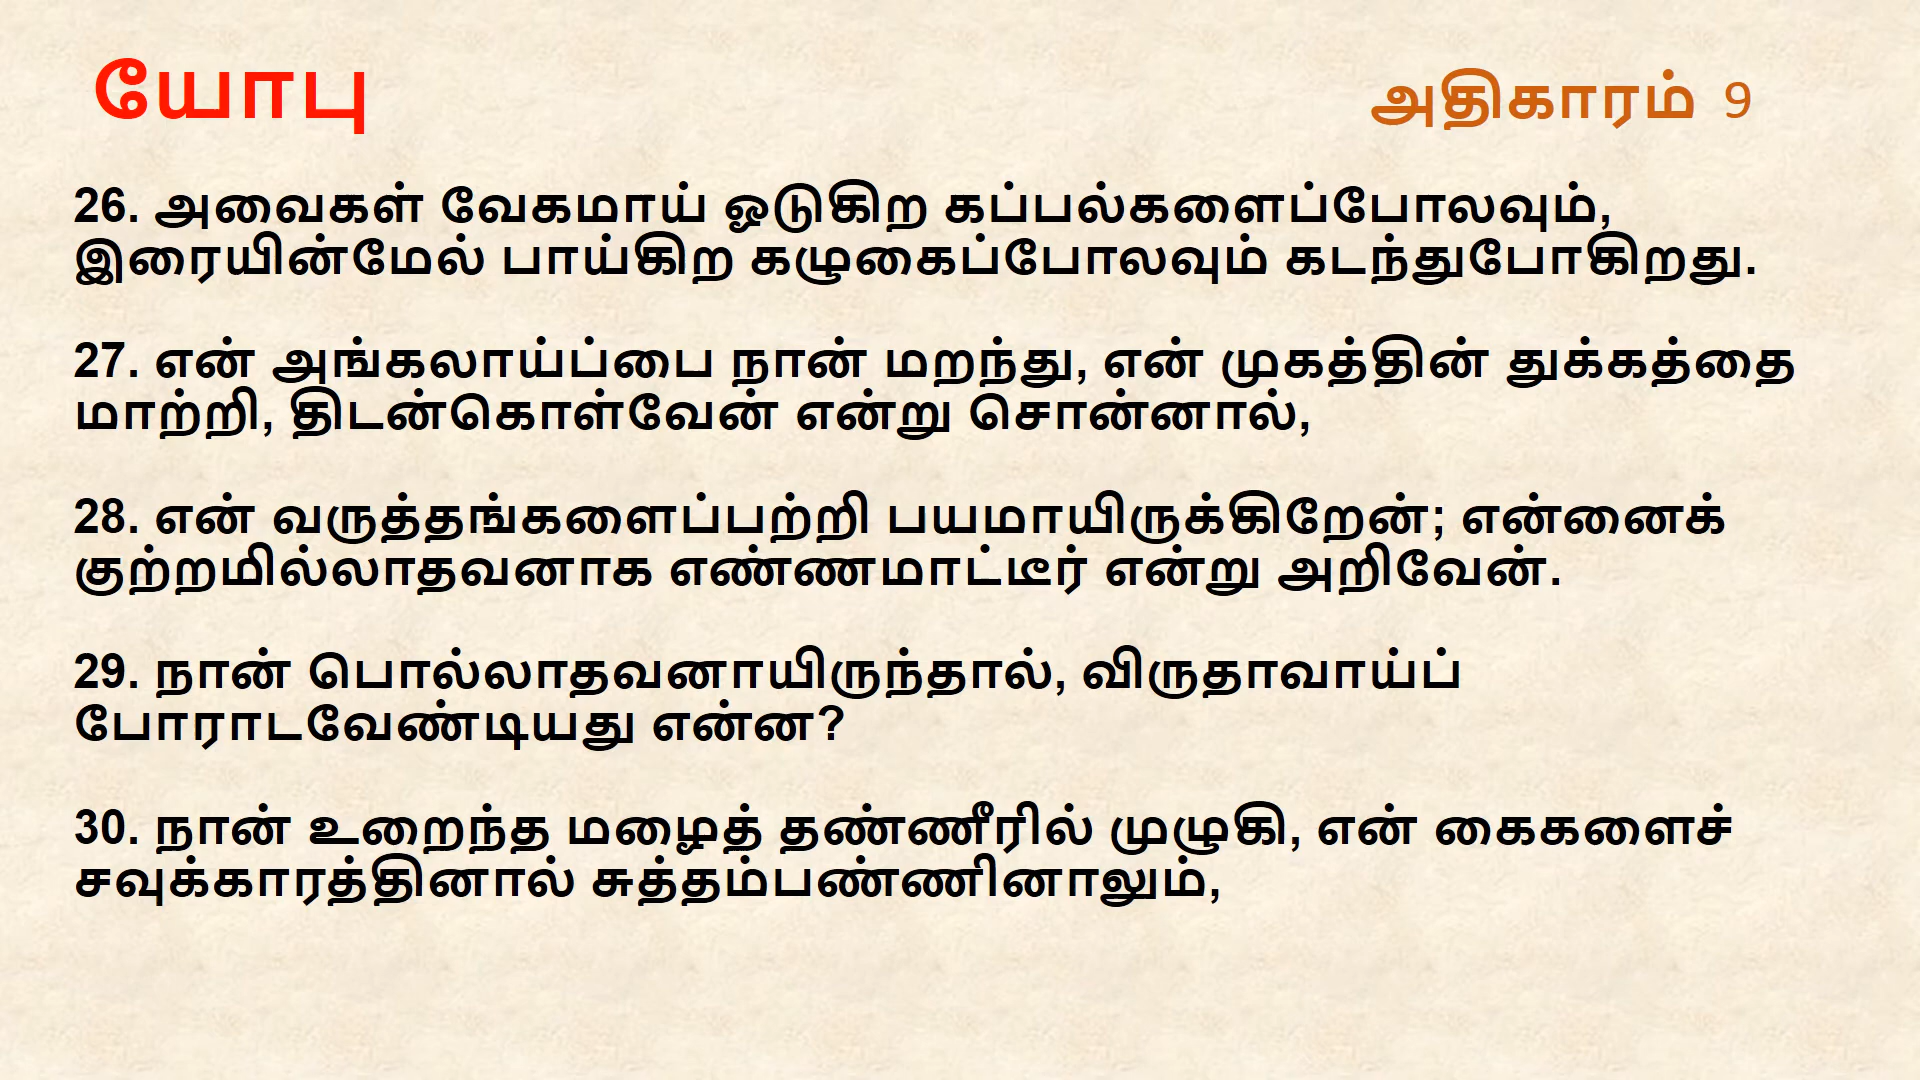 யோபு
அதிகாரம் 9
26. அவைகள் வேகமாய் ஓடுகிற கப்பல்களைப்போலவும்,
இரையின்மேல் பாய்கிற கழுகைப்போலவும் கடந்துபோகிறது.
27. என் அங்கலாய்ப்பை நான் மறந்து, என் முகத்தின் துக்கத்தை
மாற்றி, திடன்கொள்வேன் என்று சொன்னால்,
28. என் வருத்தங்களைப்பற்றி பயமாயிருக்கிறேன்; என்னைக்
குற்றமில்லாதவனாக எண்ணமாட்டீர் என்று அறிவேன்.
29. நான் பொல்லாதவனாயிருந்தால், விருதாவாய்ப்
போராடவேண்டியது என்ன?
30. நான் உறைந்த மழைத் தண்ணீரில் முழுகி, என் கைகளைச்
சவுக்காரத்தினால் சுத்தம்பண்ணினாலும்,